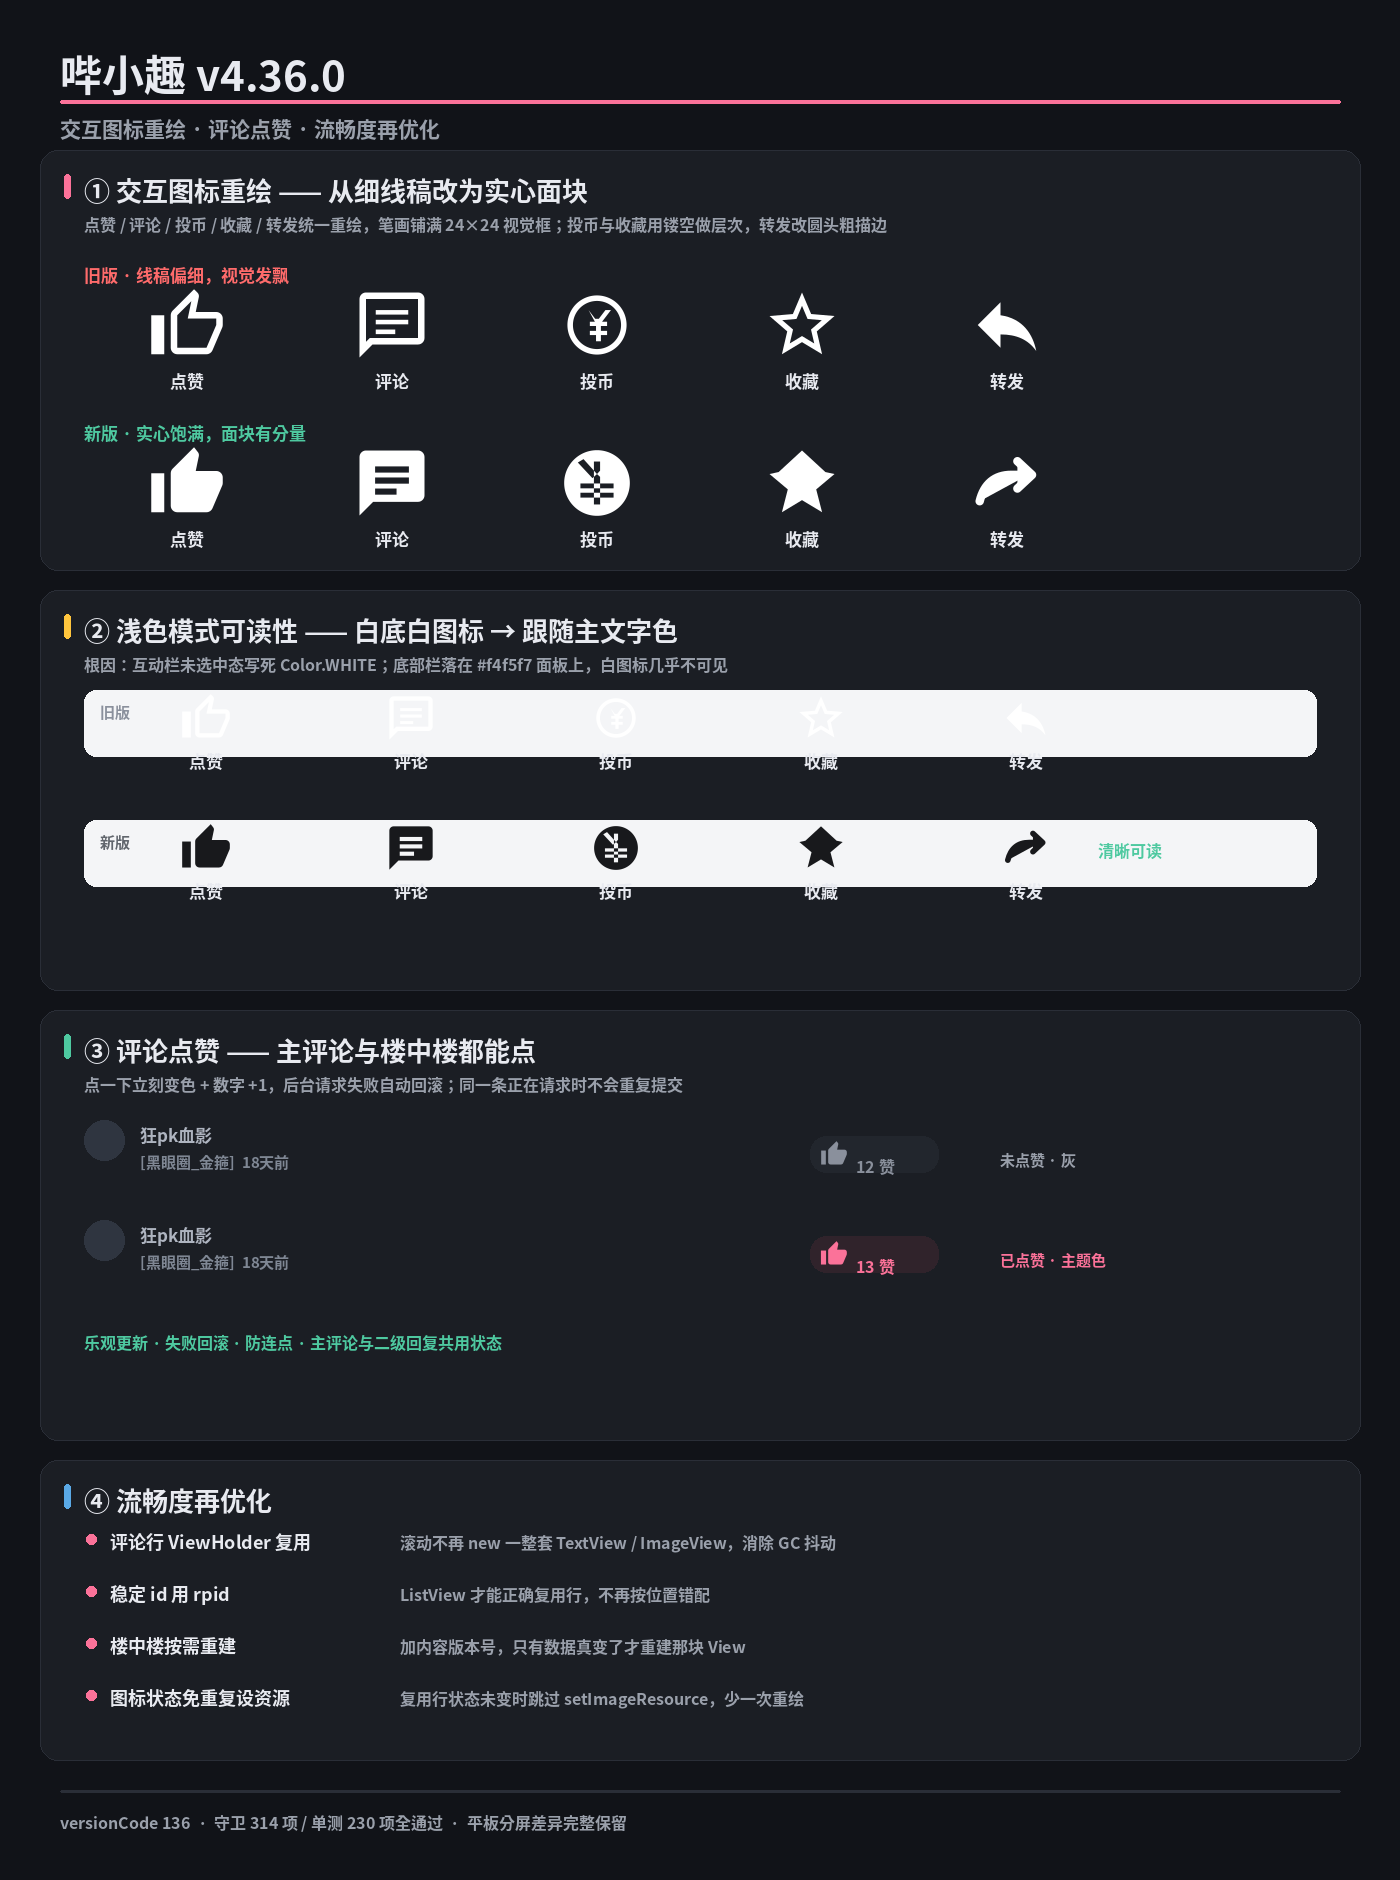 哔小趣 v4.36.0
交互图标重绘 · 评论点赞 · 流畅度再优化
① 交互图标重绘 —— 从细线稿改为实心面块
点赞 / 评论 / 投币 / 收藏 / 转发统一重绘，笔画铺满 24×24 视觉框；投币与收藏用镂空做层次，转发改圆头粗描边
旧版 · 线稿偏细，视觉发飘
点赞 评论 投币 收藏 转发
新版 · 实心饱满，面块有分量
点赞 评论 投币 收藏 转发
② 浅色模式可读性 —— 白底白图标 → 跟随主文字色
根因：互动栏未选中态写死 Color.WHITE；底部栏落在 #f4f5f7 面板上，白图标几乎不可见
旧版
点赞 评论 投币 收藏 转发
新版 清晰可读
点赞 评论 投币 收藏 转发
③ 评论点赞 —— 主评论与楼中楼都能点
点一下立刻变色 + 数字 +1，后台请求失败自动回滚；同一条正在请求时不会重复提交
狂pk血影
[黑眼圈_金箍] 18天前 12 赞 未点赞 · 灰
狂pk血影
[黑眼圈_金箍] 18天前 13 赞 已点赞 · 主题色
乐观更新 · 失败回滚 · 防连点 · 主评论与二级回复共用状态
④ 流畅度再优化
评论行 ViewHolder 复用 滚动不再 new 一整套 TextView / ImageView，消除 GC 抖动
稳定 id 用 rpid ListView 才能正确复用行，不再按位置错配
楼中楼按需重建 加内容版本号，只有数据真变了才重建那块 View
图标状态免重复设资源 复用行状态未变时跳过 setImageResource，少一次重绘
versionCode 136 · 守卫 314 项 / 单测 230 项全通过 · 平板分屏差异完整保留